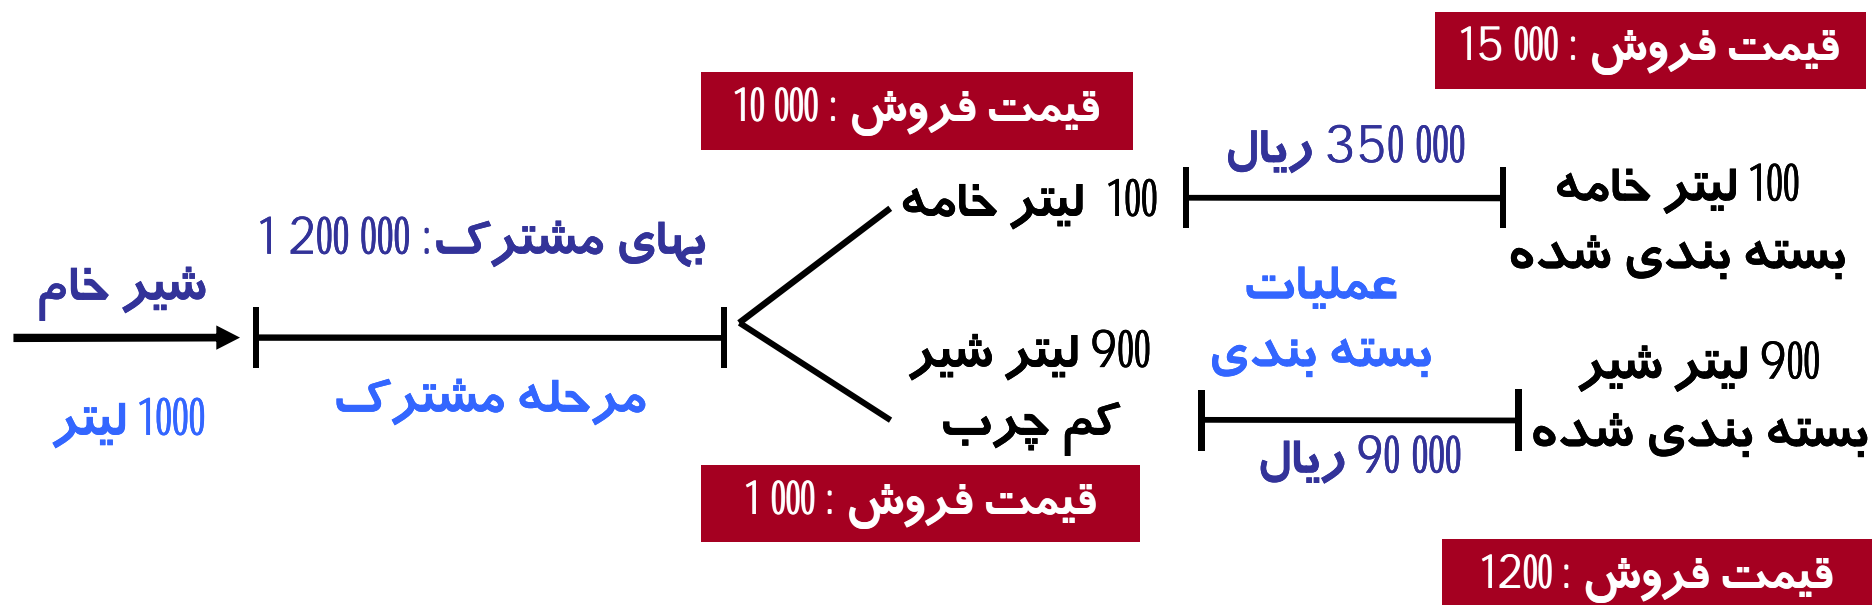 قیمت فروش : 15 000
قیمت فروش : 10 000
350 000 ریال
100 لیتر خامه
بسته بندی شده
100 لیتر خامه
بهای مشترک: 1 200 000
شیر خام
عملیات
بسته بندی
900 لیتر شیر
کم چرب
900 لیتر شیر
بسته بندی شده
مرحله مشترک
1000 لیتر
90 000 ریال
قیمت فروش : 1 000
قیمت فروش : 1200